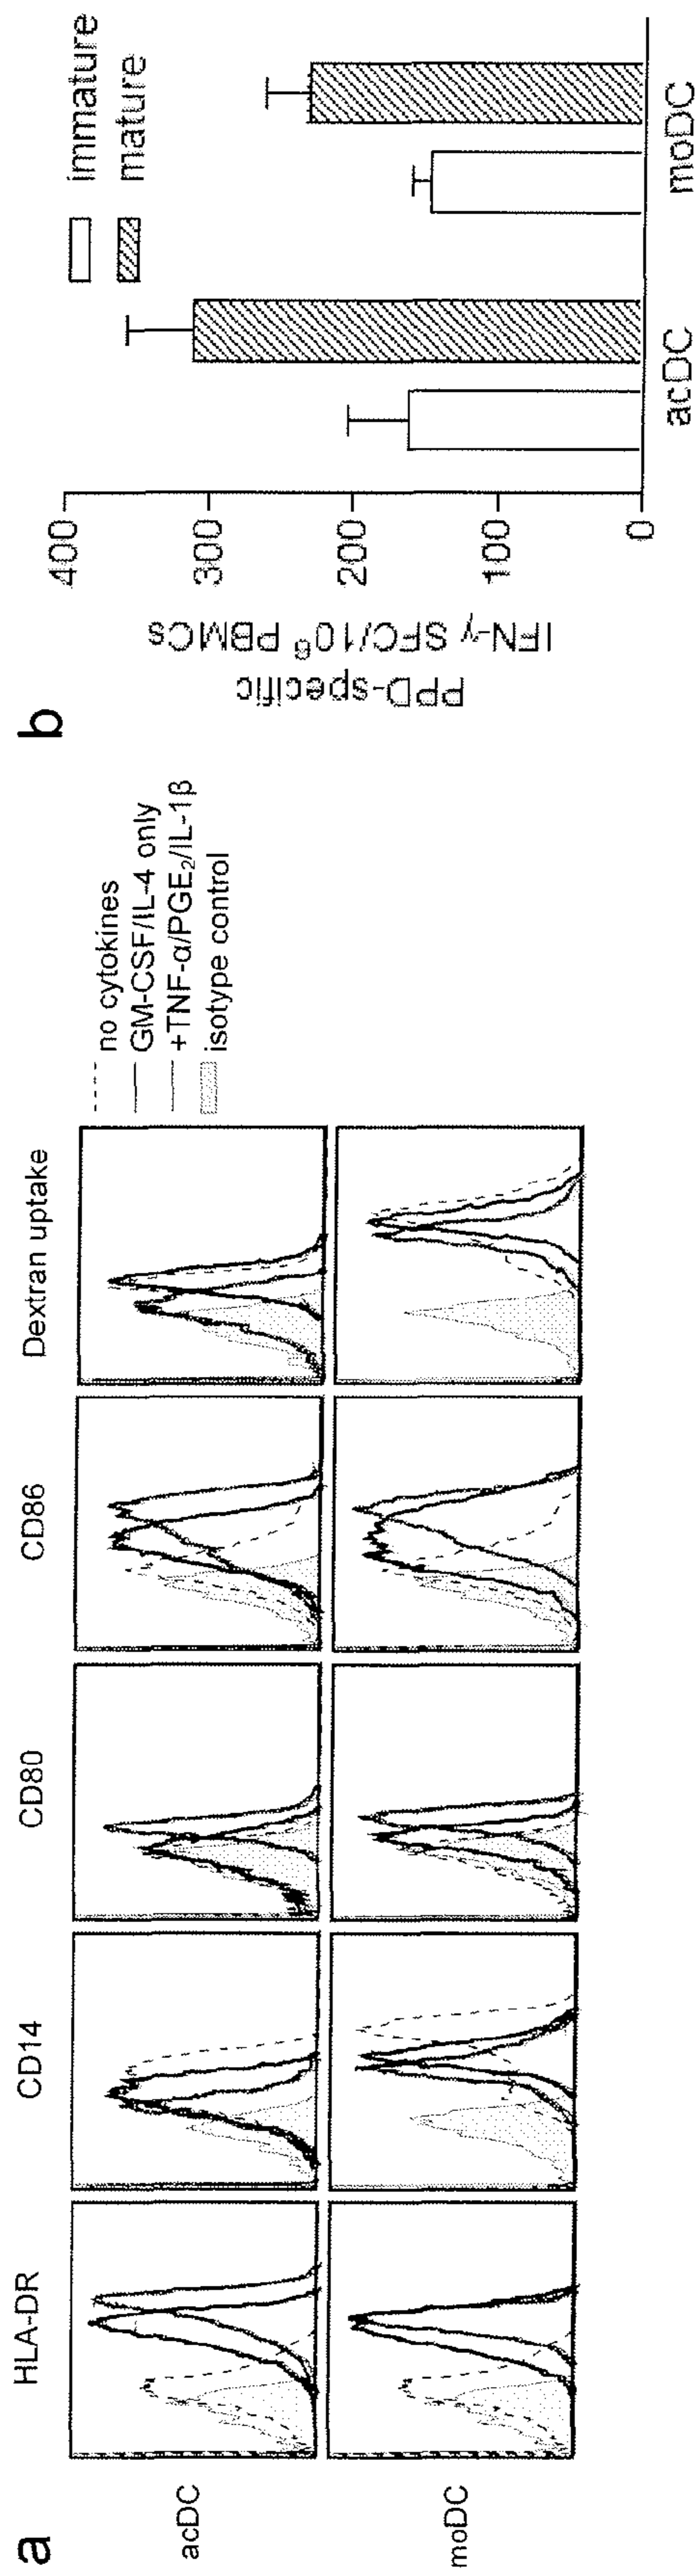 a
HLA-DR
CD14
CD80
CD86
Dextran uptake
acDC
moDC
no cytokines
GM-CSF/IL-4 only
+TNF-α/PGE₂/IL-1β
isotype control
b
PPD-specific
IFN-γ SFC/10⁶ PBMCs
400
300
200
100
0
immature
mature
acDC
moDC